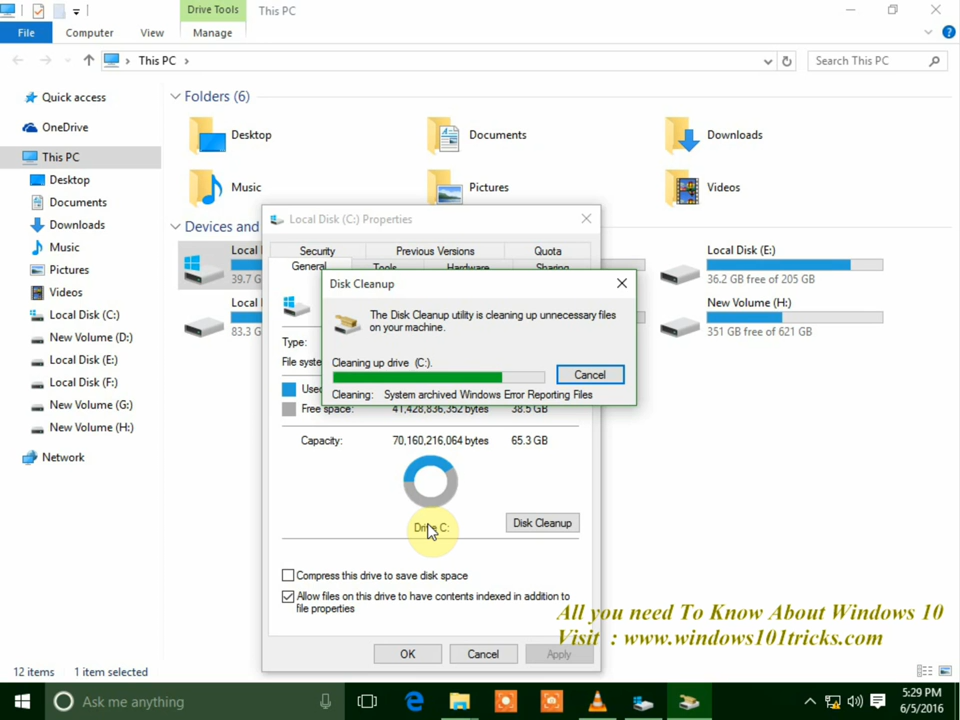 Drive Tools
This PC
File
Computer
View
Manage
This PC
Search This PC
Quick access
OneDrive
This PC
Desktop
Documents
Downloads
Music
Pictures
Videos
Local Disk (C:)
New Volume (D:)
Local Disk (E:)
Local Disk (F:)
New Volume (G:)
New Volume (H:)
Network
Folders (6)
Desktop
Documents
Downloads
Music
Pictures
Videos
Devices and
Local
39.7
Local Disk (E:)
36.2 GB free of 205 GB
Local
83.3
New Volume (H:)
351 GB free of 621 GB
Local Disk (C:) Properties
Security
Previous Versions
Quota
General
Tools
Hardware
Sharing
Disk Cleanup
The Disk Cleanup utility is cleaning up unnecessary files
on your machine.
Cleaning up drive (C:).
Cancel
Cleaning: System archived Windows Error Reporting Files
Type:
File syste
Used
Free space: 41,428,836,352 bytes 38.5 GB
Capacity: 70,160,216,064 bytes 65.3 GB
Drive C:
Disk Cleanup
Compress this drive to save disk space
Allow files on this drive to have contents indexed in addition to
file properties
OK
Cancel
Apply
All you need To Know About Windows 10
Visit : www.windows101tricks.com
12 items
1 item selected
Ask me anything
5:29 PM
6/5/2016